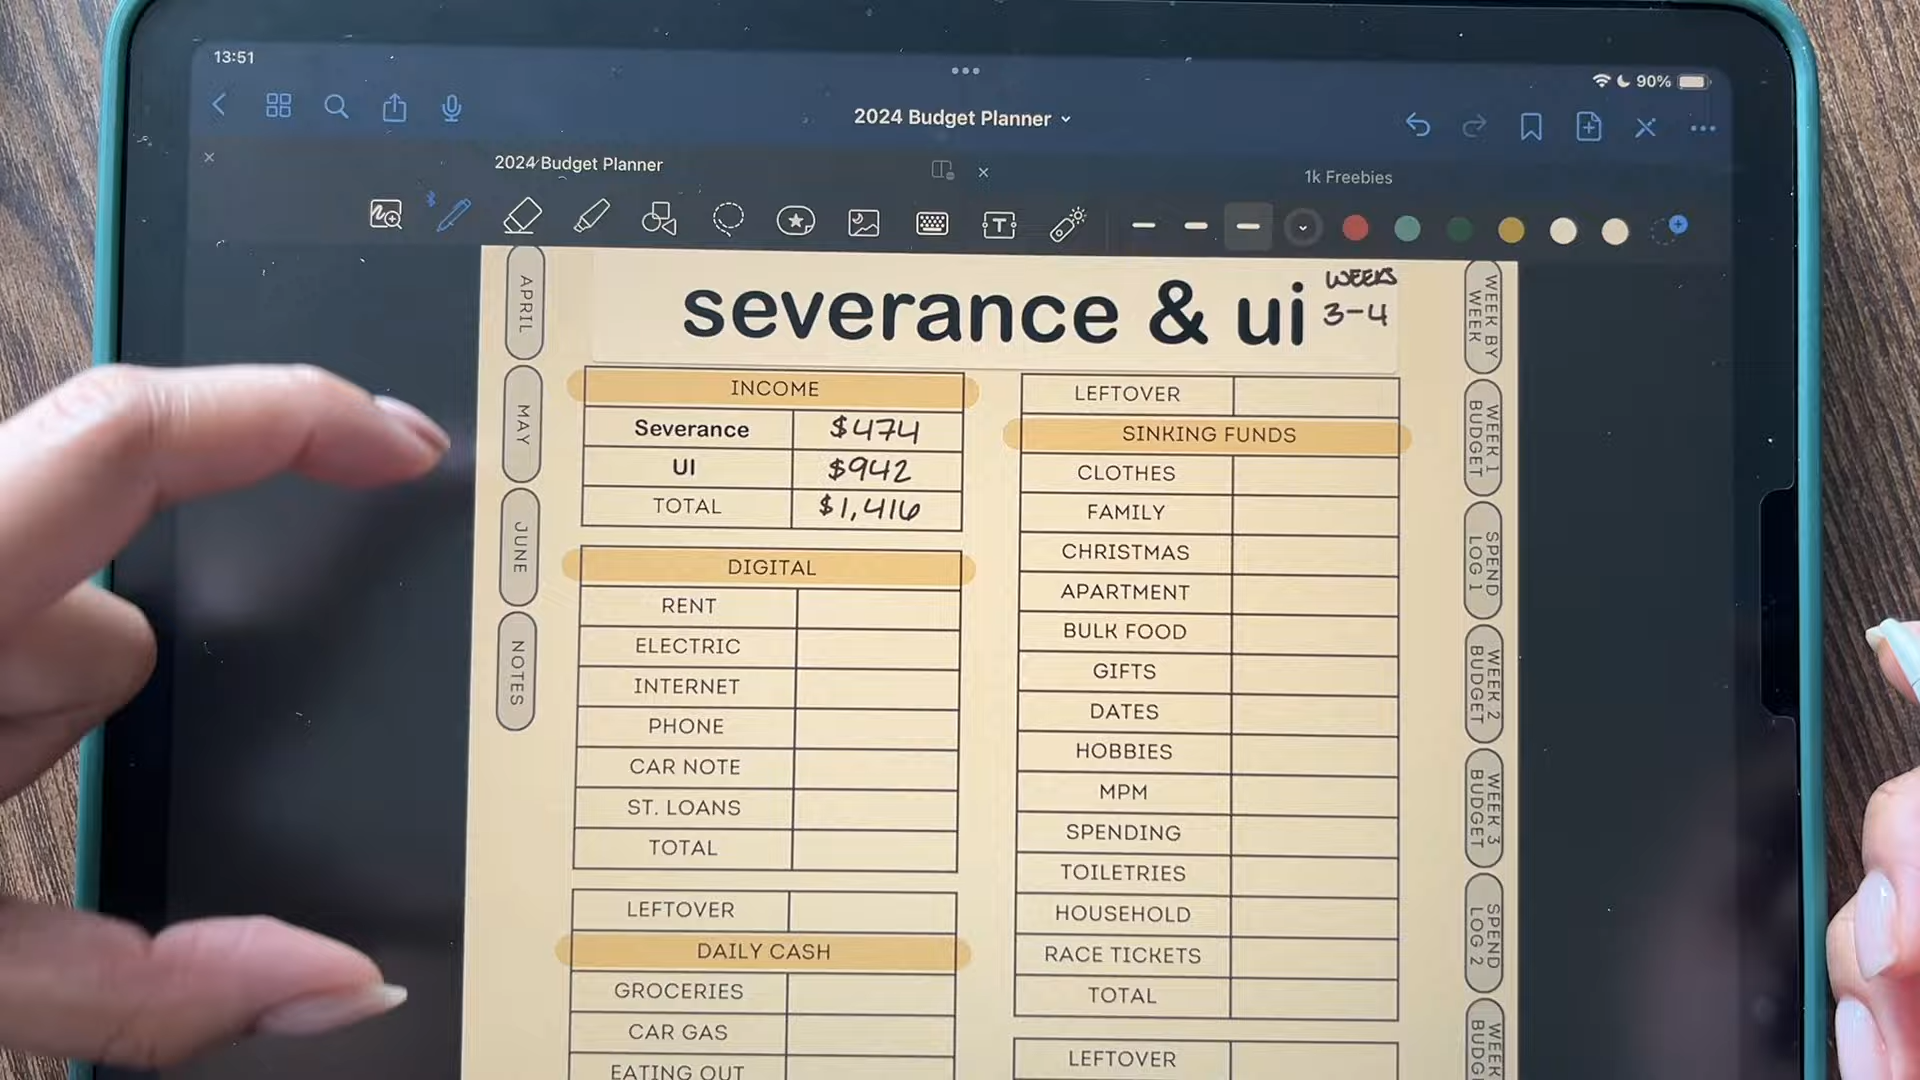 13:51
90%
2024 Budget Planner
2024 Budget Planner
1k Freebies
severance & ui
WEEKS
3-4
APRIL
MAY
JUNE
NOTES
INCOME
Severance $474
UI $942
TOTAL $1,416
DIGITAL
RENT
ELECTRIC
INTERNET
PHONE
CAR NOTE
ST. LOANS
TOTAL
LEFTOVER
DAILY CASH
GROCERIES
CAR GAS
EATING OUT
LEFTOVER
SINKING FUNDS
CLOTHES
FAMILY
CHRISTMAS
APARTMENT
BULK FOOD
GIFTS
DATES
HOBBIES
MPM
SPENDING
TOILETRIES
HOUSEHOLD
RACE TICKETS
TOTAL
LEFTOVER
WEEK BY
WEEK
WEEK 1
BUDGET
SPEND
LOG 1
WEEK 2
BUDGET
WEEK 3
BUDGET
SPEND
LOG 2
WEEK